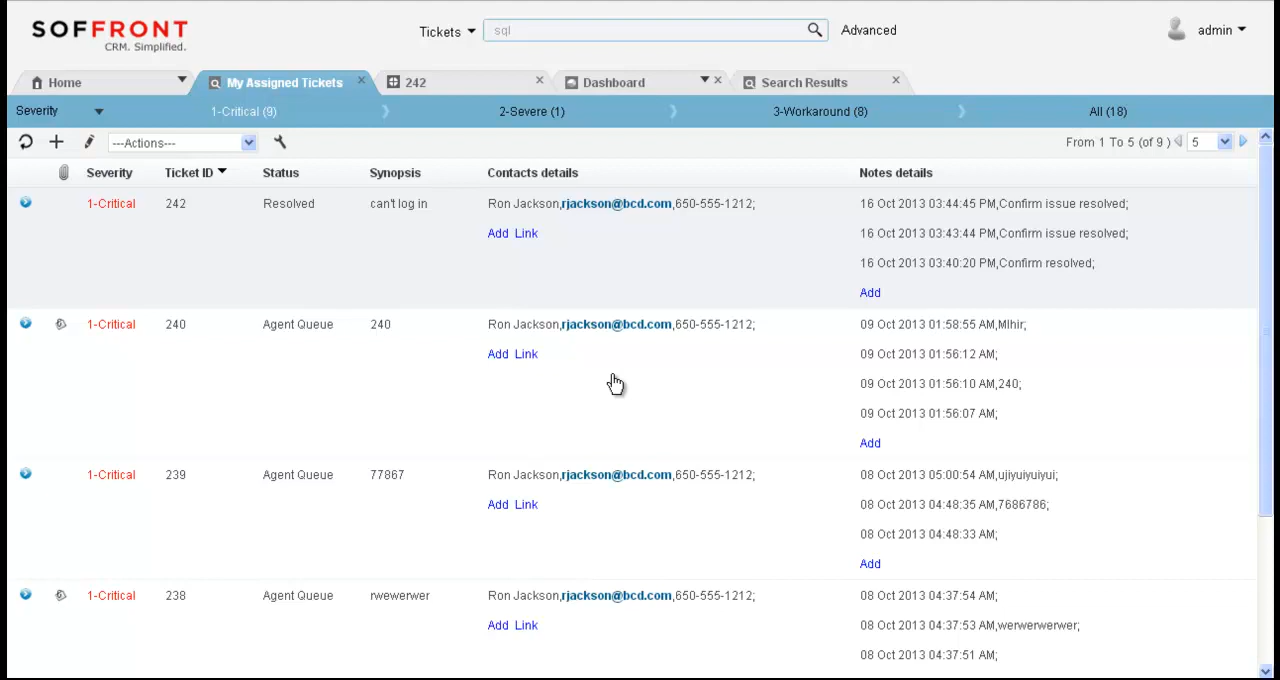 SOFFRONT
CRM. Simplified.
Tickets sql Advanced admin
Home My Assigned Tickets 242 Dashboard Search Results
Severity 1-Critical (9) 2-Severe (1) 3-Workaround (8) All (18)
---Actions--- From 1 To 5 (of 9 ) 5
Severity Ticket ID Status Synopsis Contacts details Notes details
1-Critical 242 Resolved can't log in Ron Jackson,rjackson@bcd.com,650-555-1212; 16 Oct 2013 03:44:45 PM,Confirm issue resolved;
Add Link 16 Oct 2013 03:43:44 PM,Confirm issue resolved;
16 Oct 2013 03:40:20 PM,Confirm resolved;
Add
1-Critical 240 Agent Queue 240 Ron Jackson,rjackson@bcd.com,650-555-1212; 09 Oct 2013 01:58:55 AM,Mlhir;
Add Link 09 Oct 2013 01:56:12 AM;
09 Oct 2013 01:56:10 AM,240;
09 Oct 2013 01:56:07 AM;
Add
1-Critical 239 Agent Queue 77867 Ron Jackson,rjackson@bcd.com,650-555-1212; 08 Oct 2013 05:00:54 AM,ujiyuiyuiyui;
Add Link 08 Oct 2013 04:48:35 AM,7686786;
08 Oct 2013 04:48:33 AM;
Add
1-Critical 238 Agent Queue rwewerwer Ron Jackson,rjackson@bcd.com,650-555-1212; 08 Oct 2013 04:37:54 AM;
Add Link 08 Oct 2013 04:37:53 AM,werwerwerwer;
08 Oct 2013 04:37:51 AM;